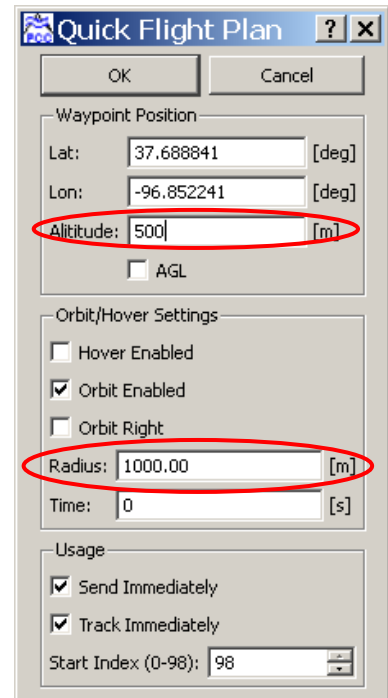 Quick Flight Plan ? x
OK Cancel
Waypoint Position
Lat: 37.688841 [deg]
Lon: -96.852241 [deg]
Alititude: 500 [m]
AGL
Orbit/Hover Settings
Hover Enabled
Orbit Enabled
Orbit Right
Radius: 1000.00 [m]
Time: 0 [s]
Usage
Send Immediately
Track Immediately
Start Index (0-98): 98